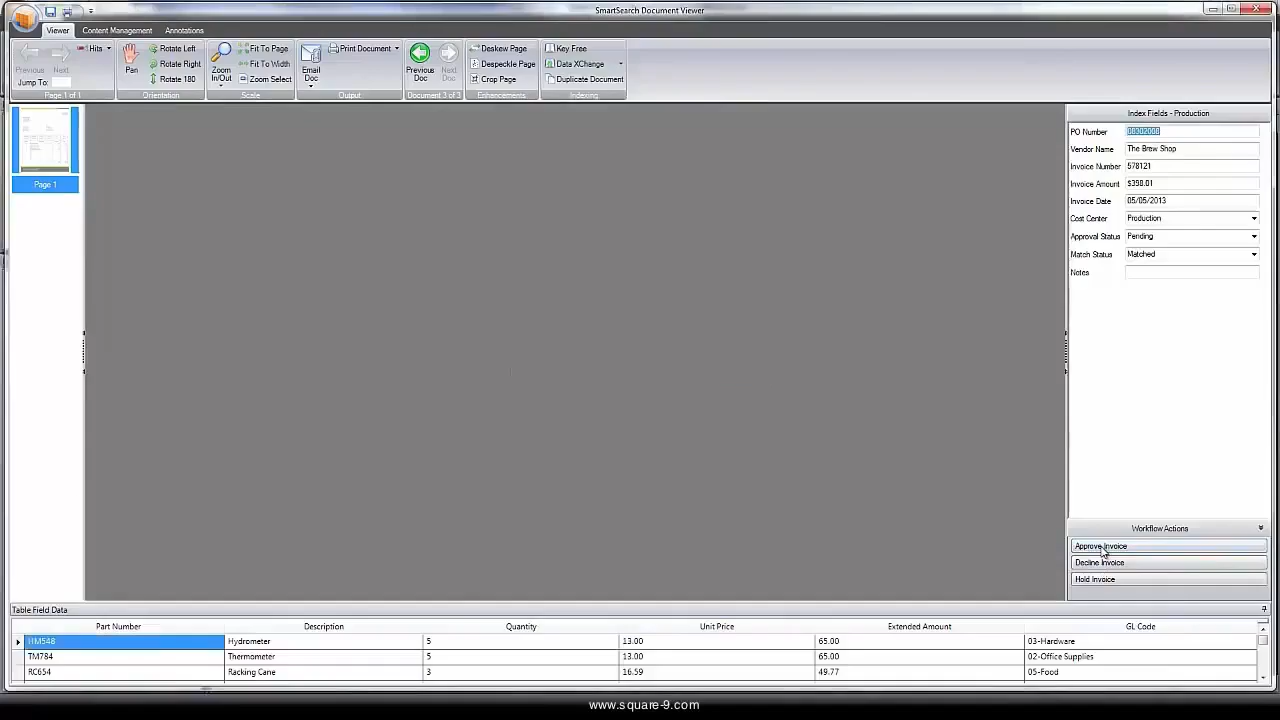 SmartSearch Document Viewer
Viewer Content Management Annotations
Previous Next Hits
Jump To:
Page 1 of 1
Pan Rotate Left
Rotate Right
Rotate 180
Orientation
Zoom In/Out Fit To Page
Fit To Width
Zoom Select
Scale
Email Doc Print Document
Output
Previous Doc Next Doc
Document 3 of 3
Deskew Page
Despeckle Page
Crop Page
Enhancements
Key Free
Data XChange
Duplicate Document
Indexing
Page 1
Index Fields - Production
PO Number
Vendor Name The Brew Shop
Invoice Number 578121
Invoice Amount $398.01
Invoice Date 05/05/2013
Cost Center Production
Approval Status Pending
Match Status Matched
Notes
Workflow Actions
Approve Invoice
Decline Invoice
Hold Invoice
Table Field Data
Part Number Description Quantity Unit Price Extended Amount GL Code
HM548 Hydrometer 5 13.00 65.00 03-Hardware
TM784 Thermometer 5 13.00 65.00 02-Office Supplies
RC654 Racking Cane 3 16.59 49.77 05-Food
www.square-9.com